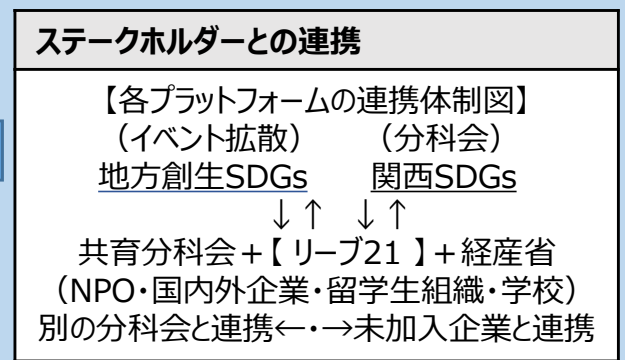 ステークホルダーとの連携
【各プラットフォームの連携体制図】
（イベント拡散）　　（分科会）
地方創生SDGs　　関西SDGs
↓↑　↓↑
共育分科会＋【 リーブ21 】＋経産省
（NPO・国内外企業・留学生組織・学校）
別の分科会と連携←・→未加入企業と連携